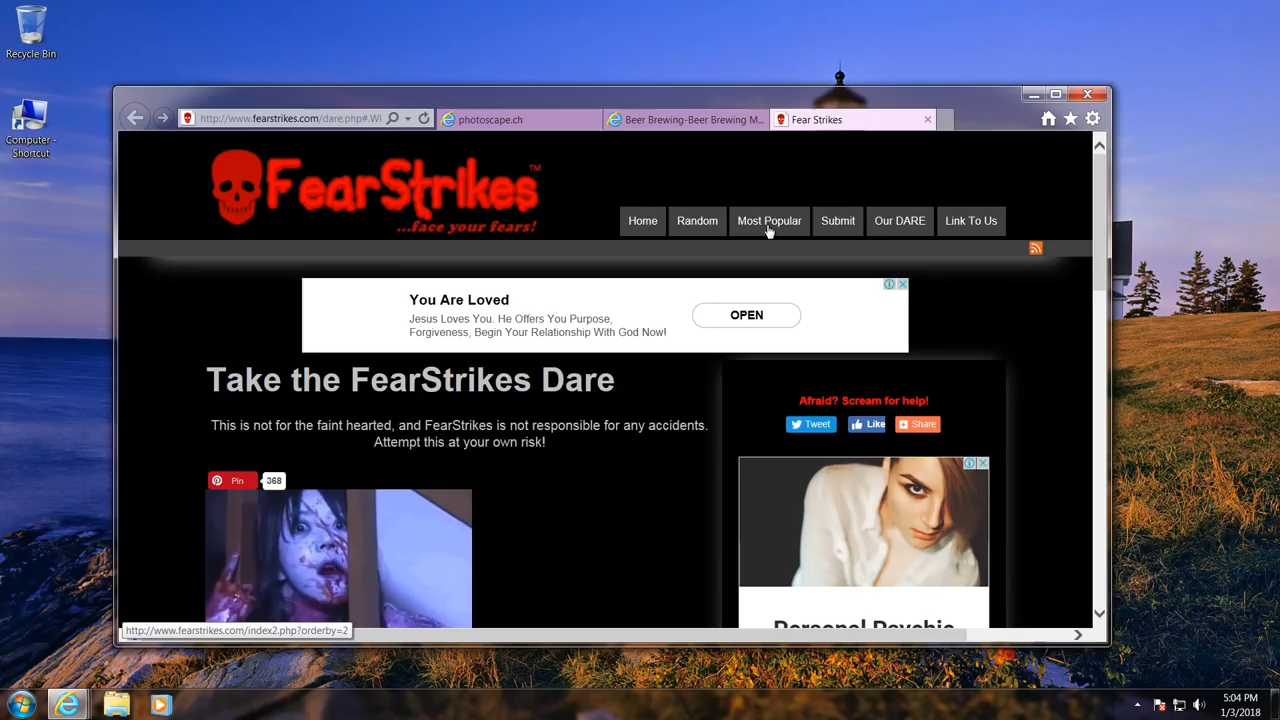 Recycle Bin
Computer -
Shortcut
http://www.fearstrikes.com/dare.php#.WI
photoscape.ch
Beer Brewing-Beer Brewing M...
Fear Strikes
FearStrikes™
...face your fears!
Home
Random
Most Popular
Submit
Our DARE
Link To Us
You Are Loved
Jesus Loves You. He Offers You Purpose,
Forgiveness, Begin Your Relationship With God Now!
OPEN
Take the FearStrikes Dare
This is not for the faint hearted, and FearStrikes is not responsible for any accidents.
Attempt this at your own risk!
Afraid? Scream for help!
Tweet
Like
Share
Pin
368
Personal Psychic
http://www.fearstrikes.com/index2.php?orderby=2
5:04 PM
1/3/2018